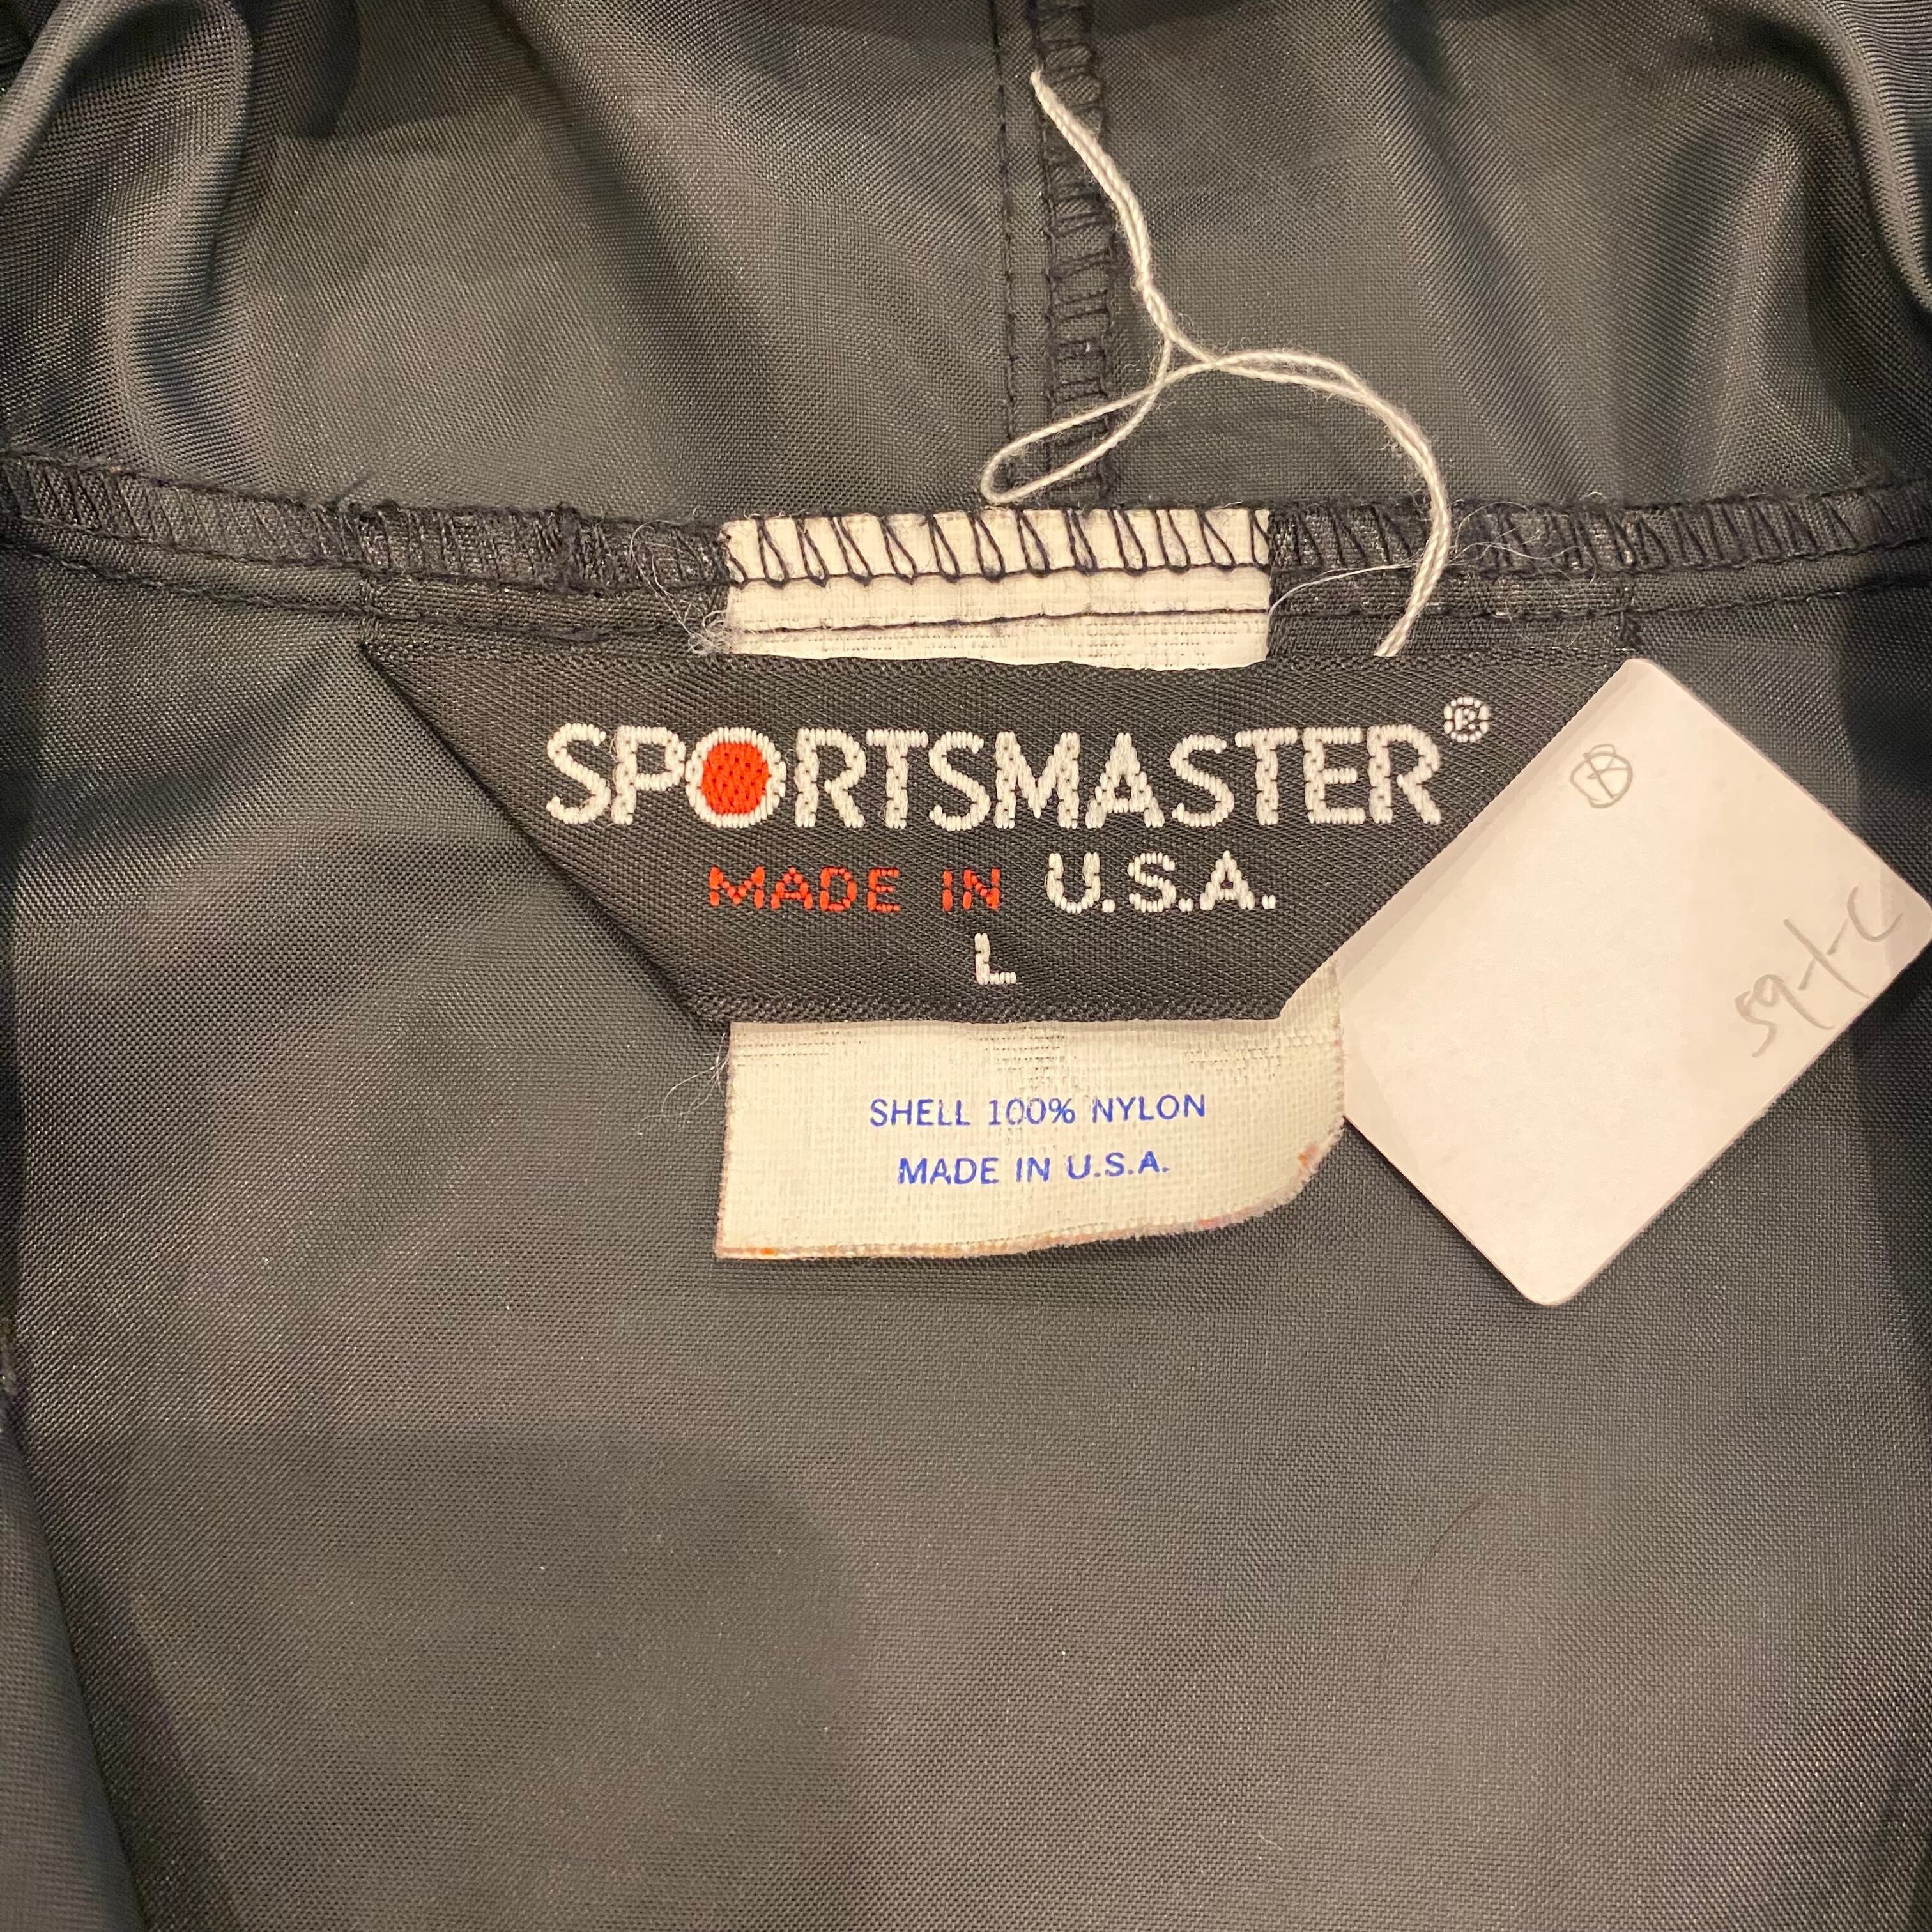 SPORTSMASTER®
MADE IN U.S.A.
L
SHELL 100% NYLON
MADE IN U.S.A.